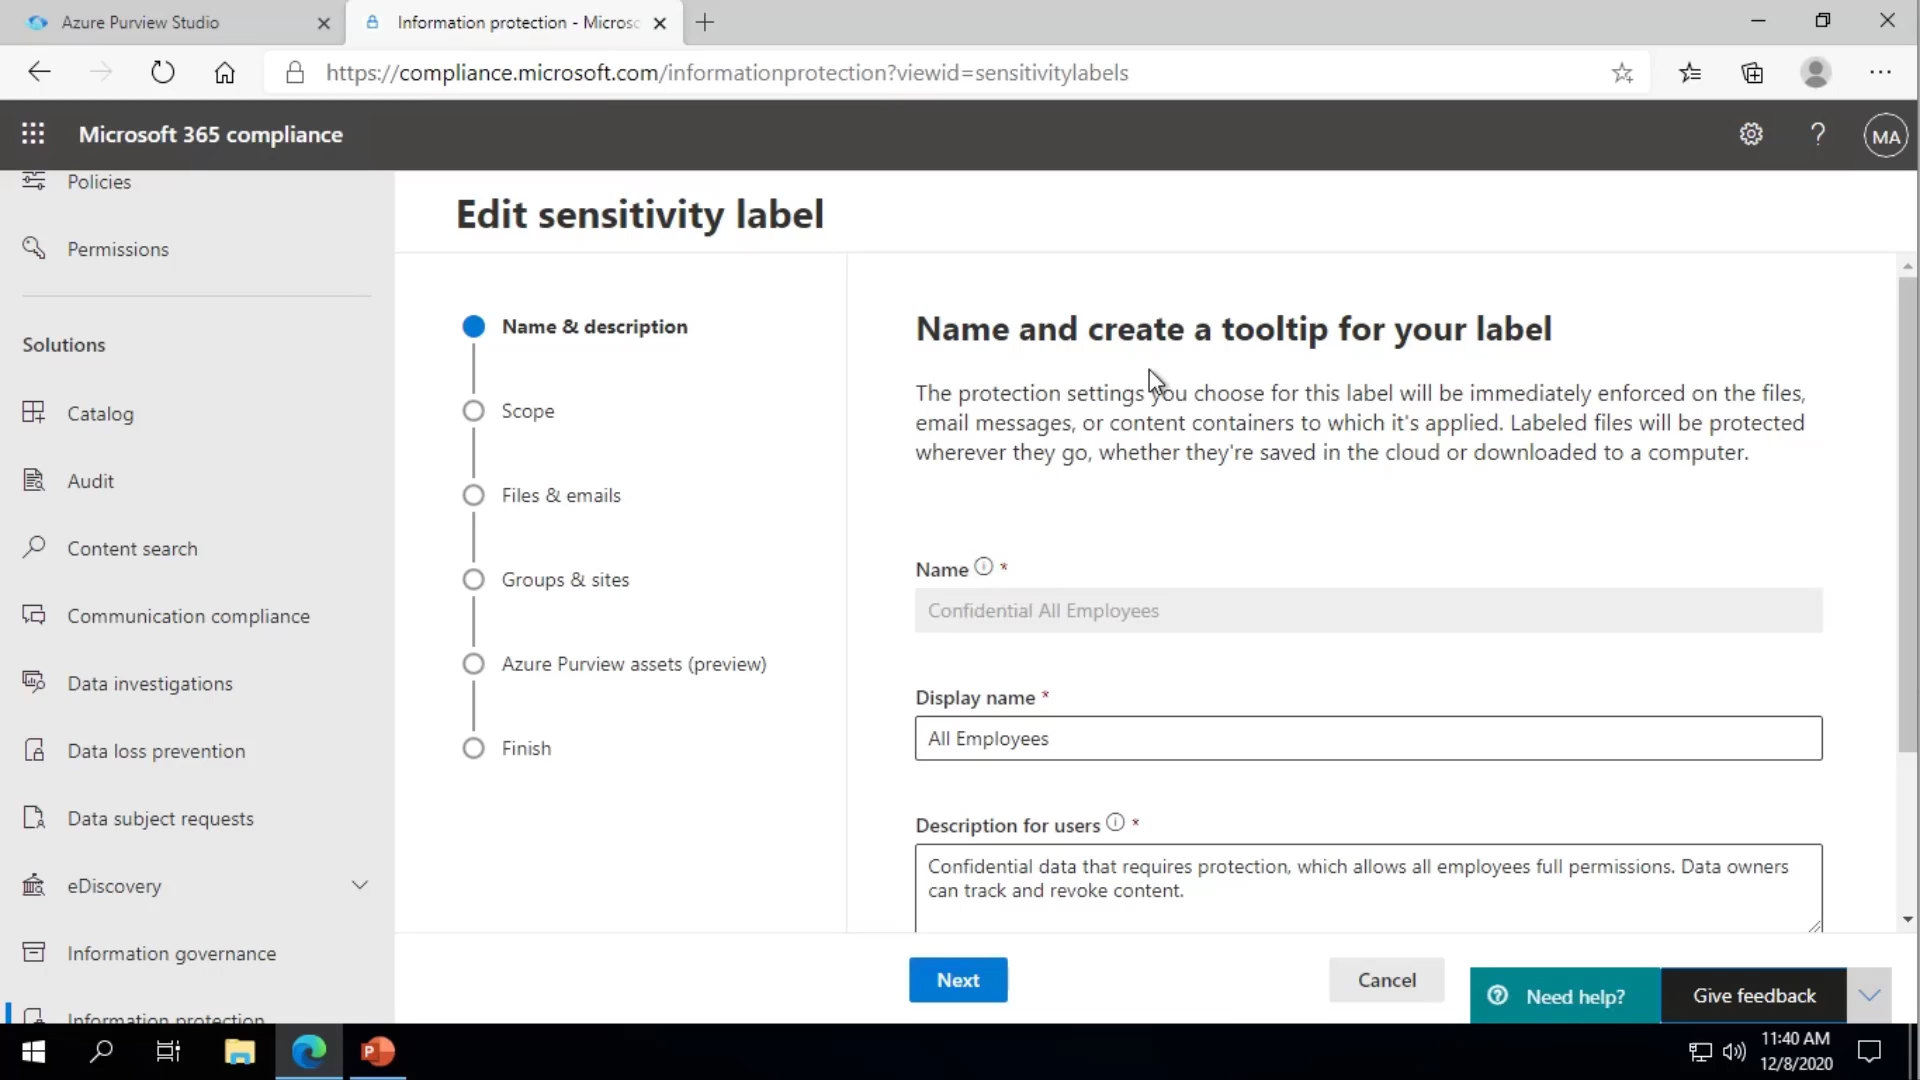 Azure Purview Studio
Information protection - Micros
https://compliance.microsoft.com/informationprotection?viewid=sensitivitylabels
Microsoft 365 compliance
MA
Policies
Permissions
Solutions
Catalog
Audit
Content search
Communication compliance
Data investigations
Data loss prevention
Data subject requests
eDiscovery
Information governance
Information protection
Edit sensitivity label
Name & description
Scope
Files & emails
Groups & sites
Azure Purview assets (preview)
Finish
Name and create a tooltip for your label
The protection settings you choose for this label will be immediately enforced on the files,
email messages, or content containers to which it's applied. Labeled files will be protected
wherever they go, whether they're saved in the cloud or downloaded to a computer.
Name *
Confidential All Employees
Display name *
All Employees
Description for users *
Confidential data that requires protection, which allows all employees full permissions. Data owners
can track and revoke content.
Next
Cancel
Need help?
Give feedback
11:40 AM
12/8/2020